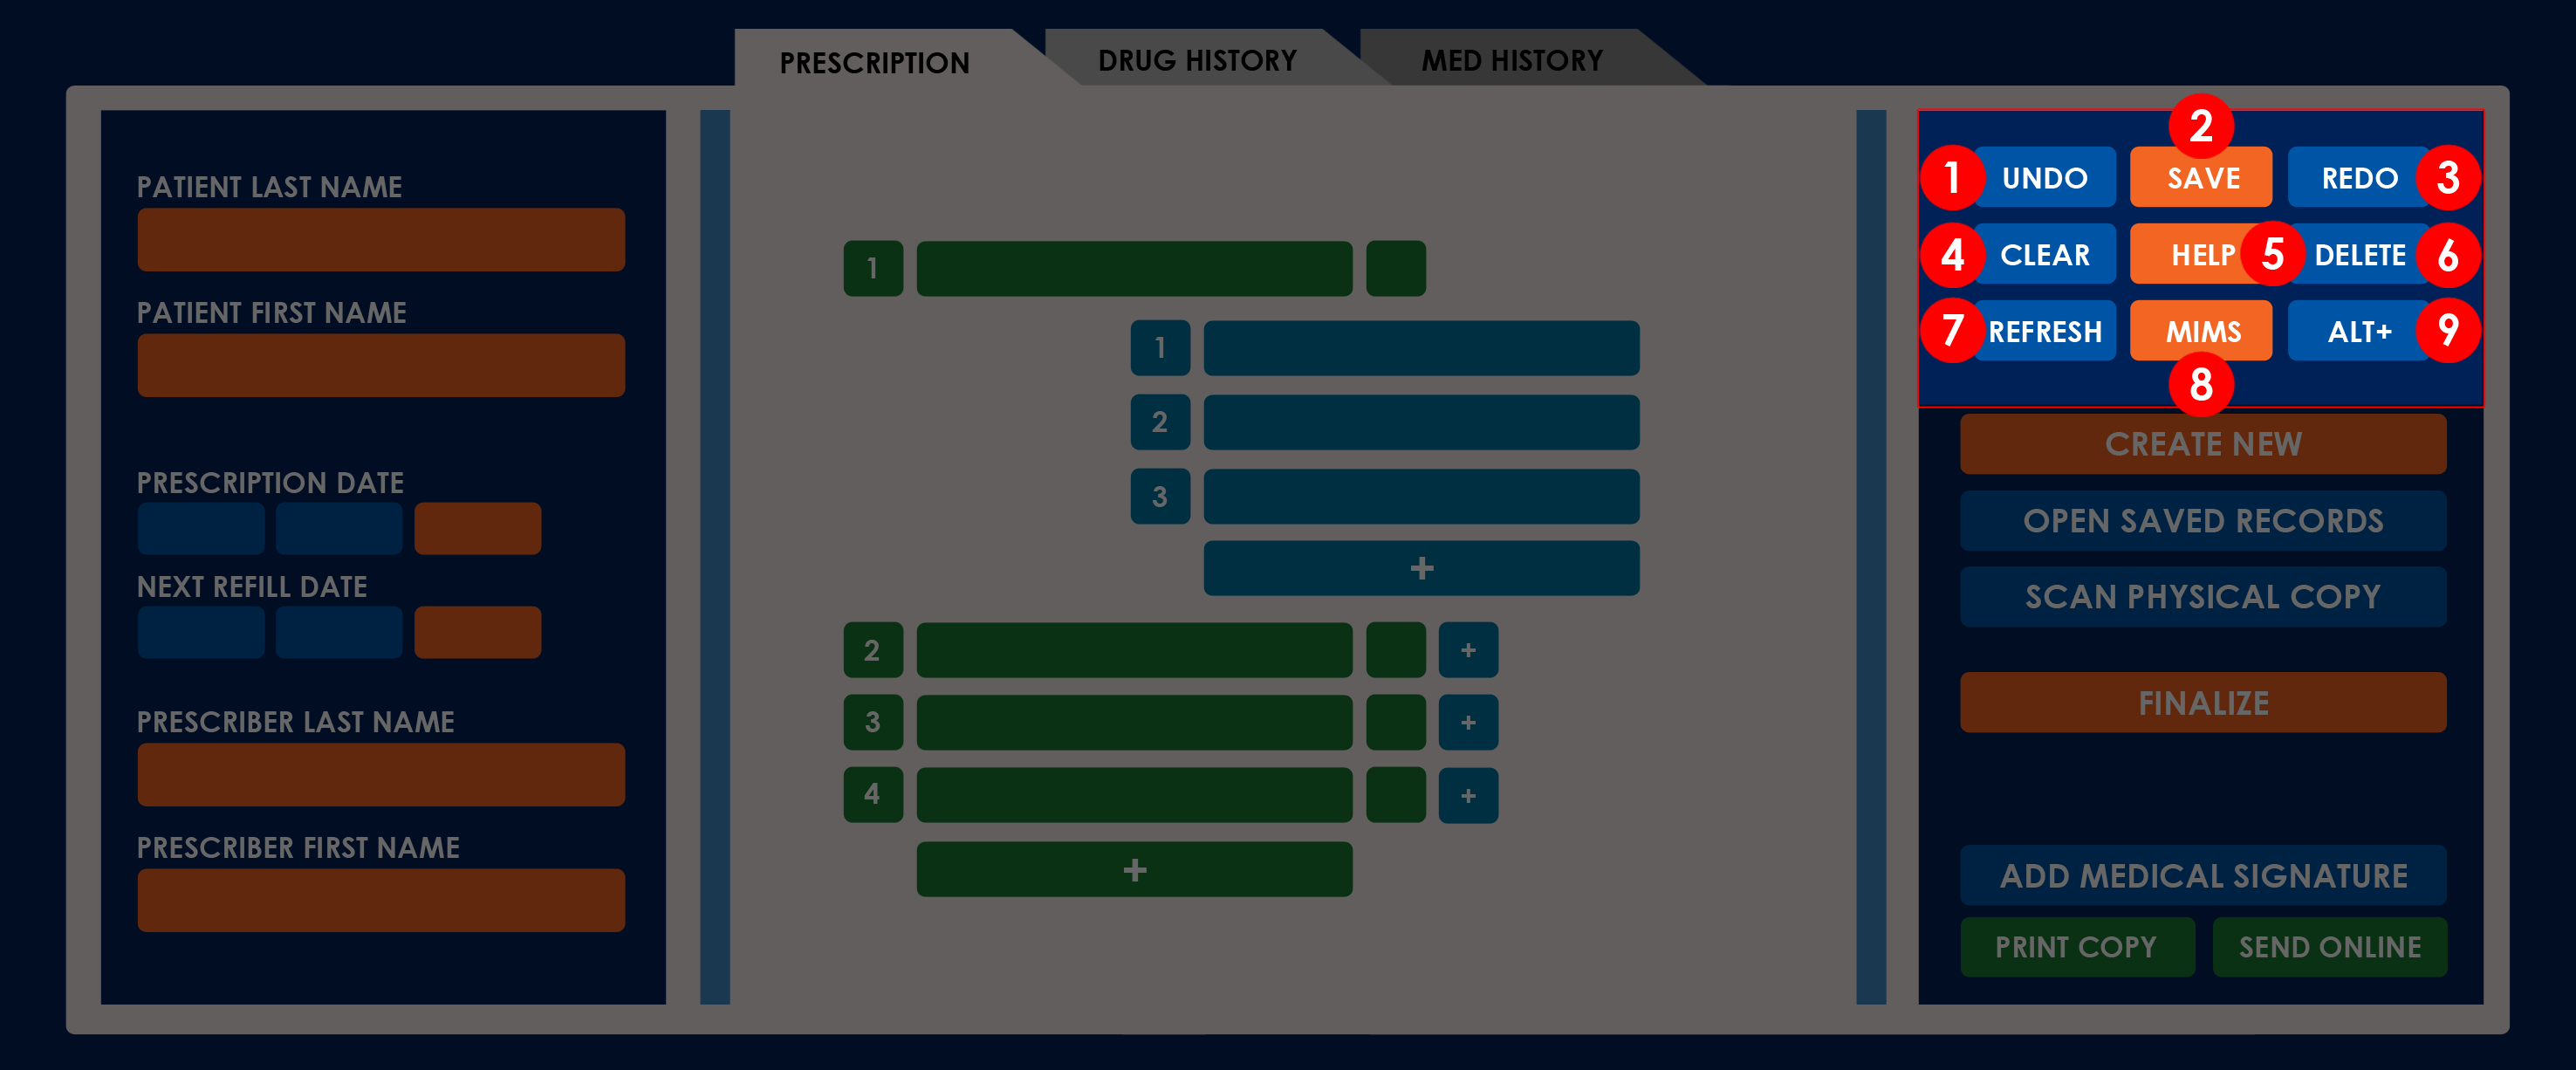 PRESCRIPTION
DRUG HISTORY
MED HISTORY
PATIENT LAST NAME
PATIENT FIRST NAME
PRESCRIPTION DATE
NEXT REFILL DATE
PRESCRIBER LAST NAME
PRESCRIBER FIRST NAME
1
1
2
3
+
2 +
3 +
4 +
+
2
1 UNDO SAVE REDO 3
4 CLEAR HELP 5 DELETE 6
7 REFRESH MIMS ALT+ 9
8
CREATE NEW
OPEN SAVED RECORDS
SCAN PHYSICAL COPY
FINALIZE
ADD MEDICAL SIGNATURE
PRINT COPY SEND ONLINE